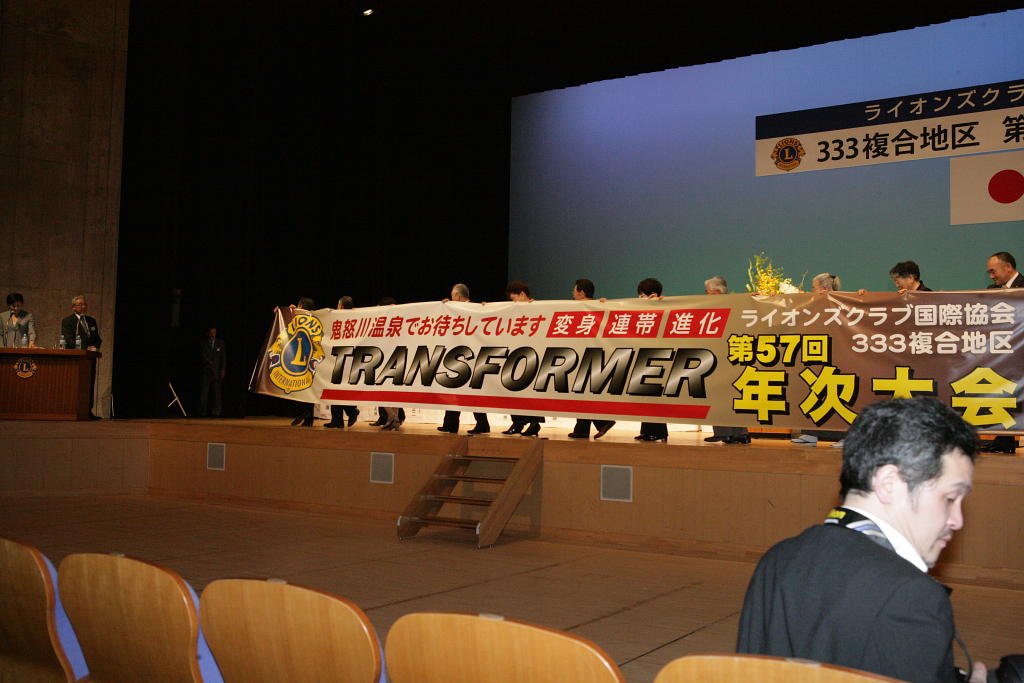 ライオンズクラ
333複合地区 第
LIONS
L
INTERNATIONAL
鬼怒川温泉でお待ちしています 変身 連帯 進化
TRANSFORMER
ライオンズクラブ国際協会
333複合地区
第57回
年次大会